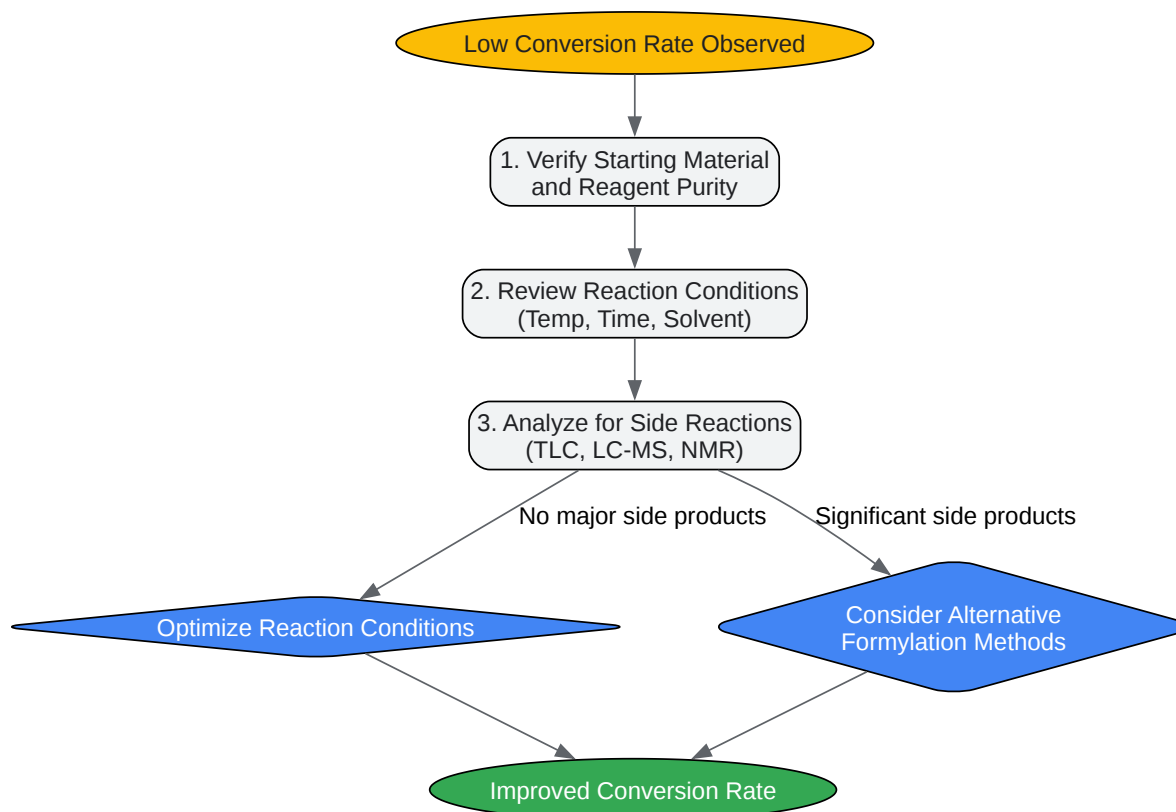 Low Conversion Rate Observed
1. Verify Starting Material
and Reagent Purity
2. Review Reaction Conditions
(Temp, Time, Solvent)
3. Analyze for Side Reactions
(TLC, LC-MS, NMR)
No major side products
Significant side products
Optimize Reaction Conditions
Consider Alternative
Formylation Methods
Improved Conversion Rate